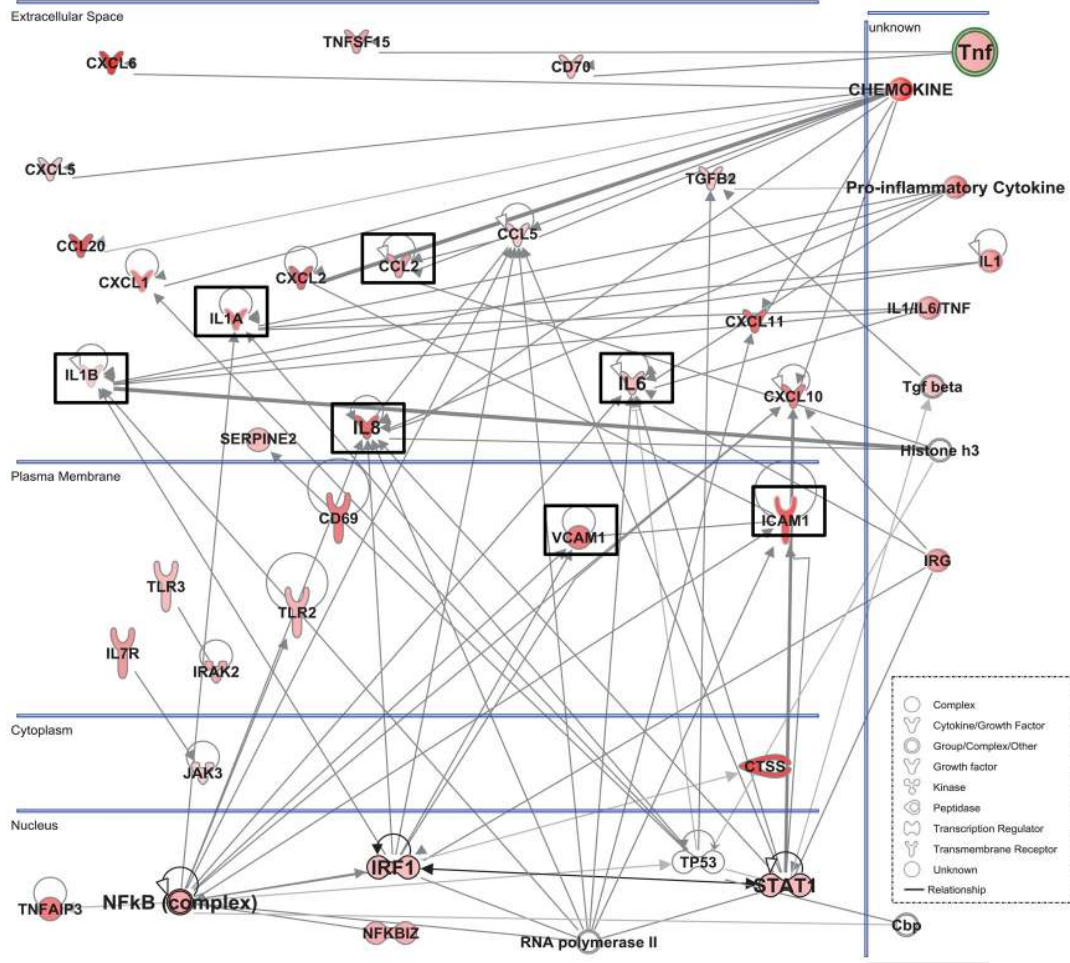 Extracellular Space
unknown
TNFSF15
Tnf
CXCL6
CD70
CHEMOKINE
CXCL5
TGFB2
Pro-inflammatory Cytokine
CCL5
CCL20
CCL2
IL1
CXCL1
CXCL2
IL1/IL6/TNF
IL1A
CXCL11
IL1B
IL6
Tgf beta
CXCL10
IL8
SERPINE2
Histone h3
Plasma Membrane
CD69
ICAM1
VCAM1
IRG
TLR3
TLR2
IL7R
IRAK2
Complex
Cytokine/Growth Factor
Group/Complex/Other
Growth factor
Kinase
Peptidase
Transcription Regulator
Transmembrane Receptor
Unknown
Relationship
Cytoplasm
JAK3
CTSS
Nucleus
IRF1
TP53
STAT1
TNFAIP3
NFkB (complex)
NFKBIZ
RNA polymerase II
Cbp